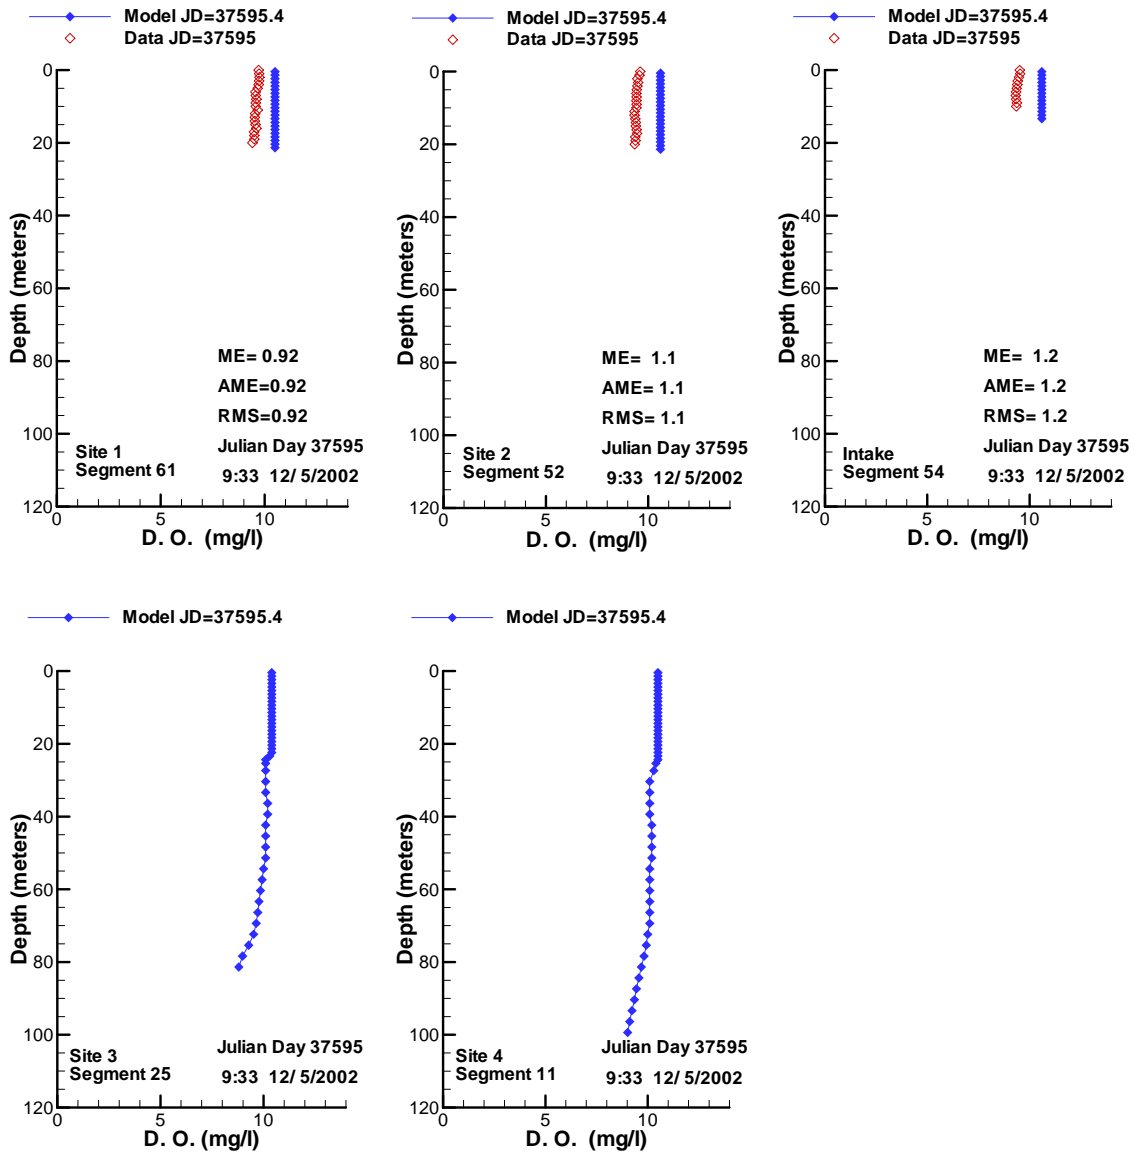 Model JD=37595.4
Data JD=37595
0
20
40
60
80
100
120
Depth (meters)
ME= 0.92
AME=0.92
RMS=0.92
Julian Day 37595
9:33 12/ 5/2002
Site 1
Segment 61
0
5
10
D. O. (mg/l)
Model JD=37595.4
Data JD=37595
0
20
40
60
80
100
120
Depth (meters)
ME= 1.1
AME= 1.1
RMS= 1.1
Julian Day 37595
9:33 12/ 5/2002
Site 2
Segment 52
0
5
10
D. O. (mg/l)
Model JD=37595.4
Data JD=37595
0
20
40
60
80
100
120
Depth (meters)
ME= 1.2
AME= 1.2
RMS= 1.2
Julian Day 37595
9:33 12/ 5/2002
Intake
Segment 54
0
5
10
D. O. (mg/l)
Model JD=37595.4
0
20
40
60
80
100
120
Depth (meters)
Julian Day 37595
9:33 12/ 5/2002
Site 3
Segment 25
0
5
10
D. O. (mg/l)
Model JD=37595.4
0
20
40
60
80
100
120
Depth (meters)
Julian Day 37595
9:33 12/ 5/2002
Site 4
Segment 11
0
5
10
D. O. (mg/l)